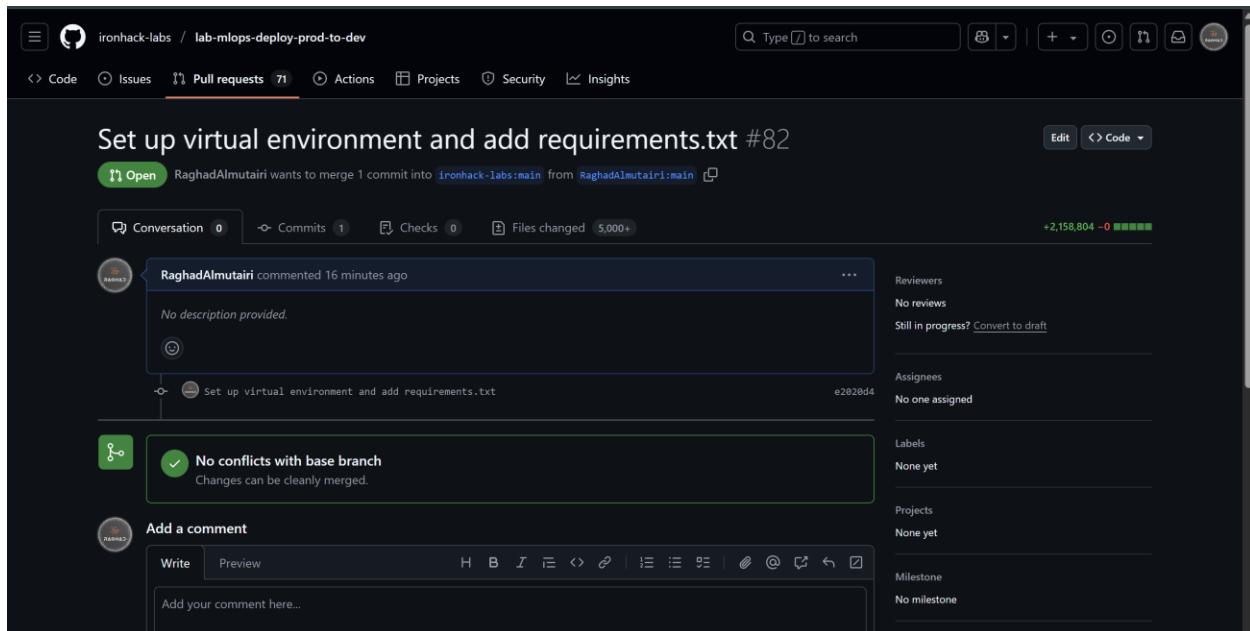 ironhack-labs / lab-mlops-deploy-prod-to-dev
Type / to search
Code Issues Pull requests 71 Actions Projects Security Insights
Set up virtual environment and add requirements.txt #82
Edit <> Code
Open RaghadAlmutairi wants to merge 1 commit into ironhack-labs:main from RaghadAlmutairi:main
Conversation 0 Commits 1 Checks 0 Files changed 5,000+
+2,158,804 −0
RaghadAlmutairi commented 16 minutes ago
No description provided.
Set up virtual environment and add requirements.txt e2020d4
No conflicts with base branch
Changes can be cleanly merged.
Add a comment
Write Preview
Add your comment here...
Reviewers
No reviews
Still in progress? Convert to draft
Assignees
No one assigned
Labels
None yet
Projects
None yet
Milestone
No milestone